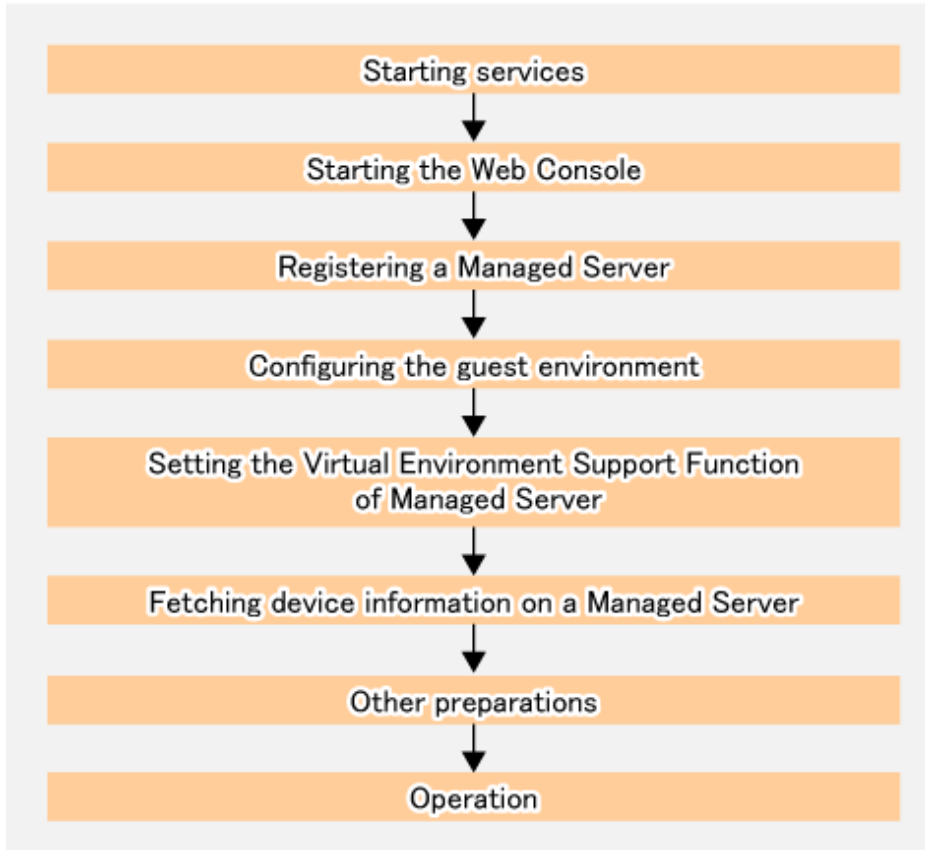 Starting services
Starting the Web Console
Registering a Managed Server
Configuring the guest environment
Setting the Virtual Environment Support Function
of Managed Server
Fetching device information on a Managed Server
Other preparations
Operation